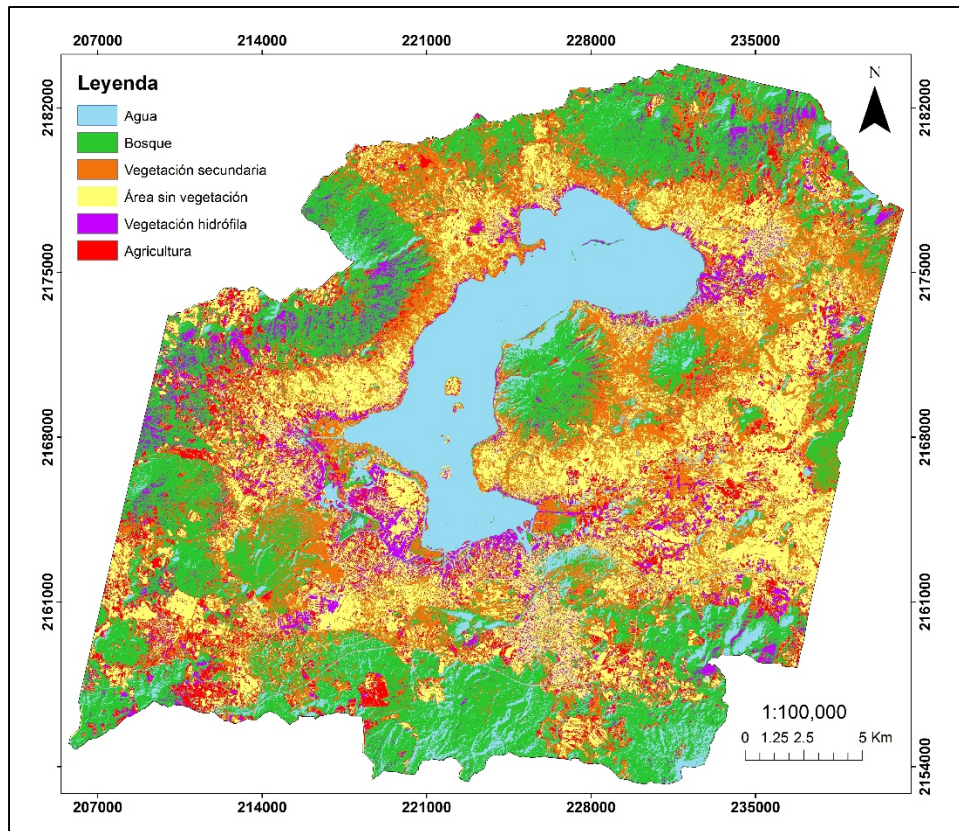 207000 214000 221000 228000 235000
Leyenda
Agua
Bosque
Vegetación secundaria
Área sin vegetación
Vegetación hidrófila
Agricultura
N
2182000 2182000
2175000 2175000
2168000 2168000
2161000 2161000
2154000
1:100,000
0 1.25 2.5 5 Km
207000 214000 221000 228000 235000